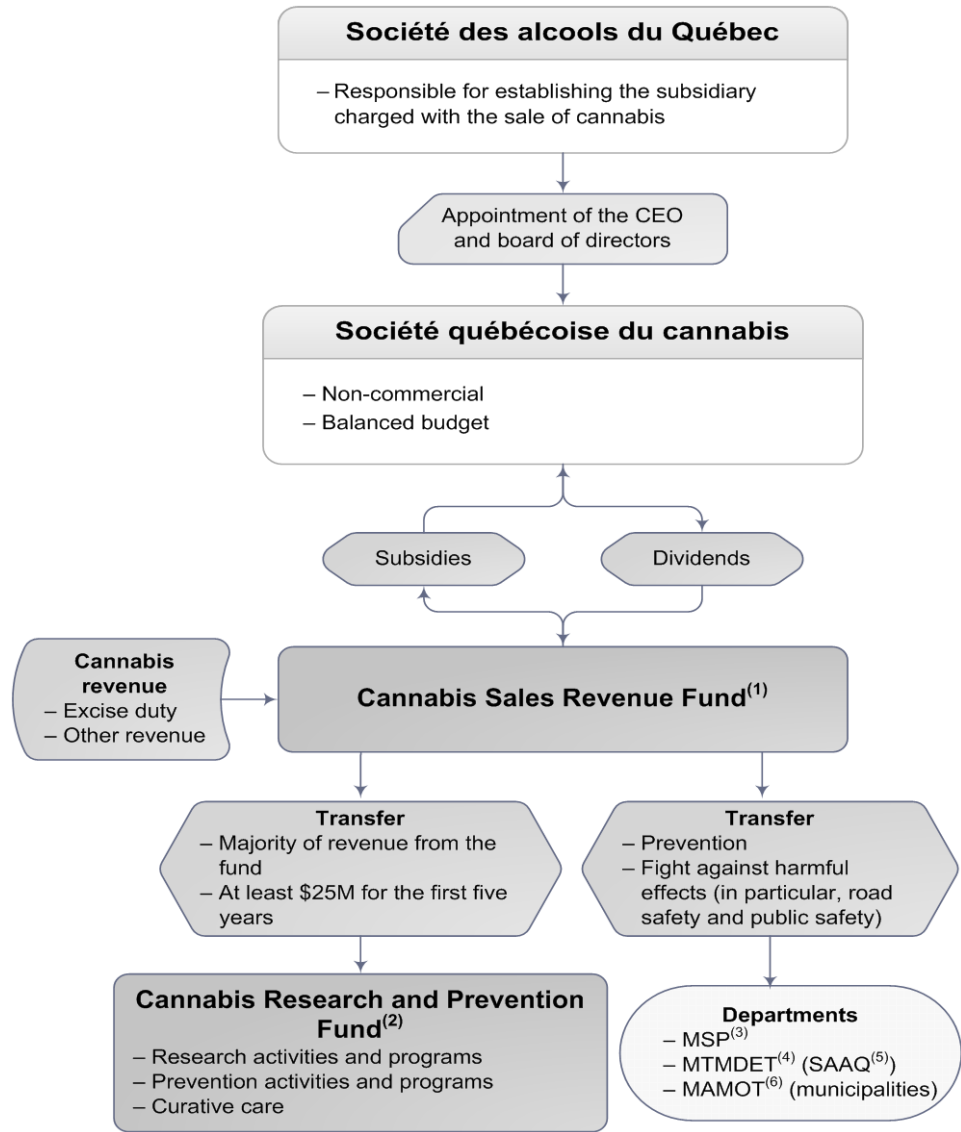 Société des alcools du Québec
– Responsible for establishing the subsidiary
charged with the sale of cannabis
Appointment of the CEO
and board of directors
Société québécoise du cannabis
– Non-commercial
– Balanced budget
Subsidies
Dividends
Cannabis
revenue
– Excise duty
– Other revenue
Cannabis Sales Revenue Fund(1)
Transfer
– Majority of revenue from the
fund
– At least $25M for the first five
years
Transfer
– Prevention
– Fight against harmful
effects (in particular, road
safety and public safety)
Cannabis Research and Prevention
Fund(2)
– Research activities and programs
– Prevention activities and programs
– Curative care
Departments
– MSP(3)
– MTMDET(4) (SAAQ(5))
– MAMOT(6) (municipalities)